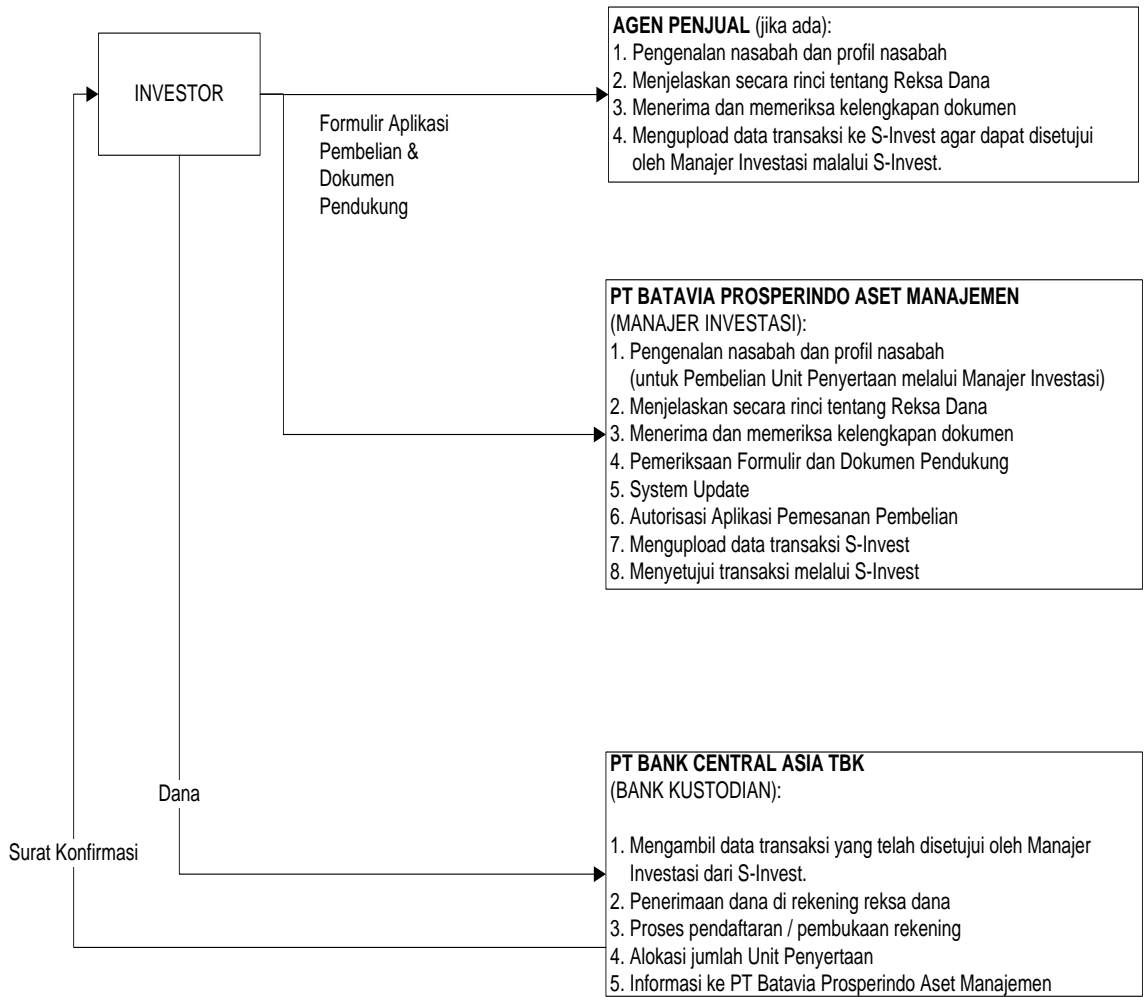 INVESTOR
Formulir Aplikasi
Pembelian &
Dokumen
Pendukung
AGEN PENJUAL (jika ada):
1. Pengenalan nasabah dan profil nasabah
2. Menjelaskan secara rinci tentang Reksa Dana
3. Menerima dan memeriksa kelengkapan dokumen
4. Mengupload data transaksi ke S-Invest agar dapat disetujui
oleh Manajer Investasi malalui S-Invest.
PT BATAVIA PROSPERINDO ASET MANAJEMEN
(MANAJER INVESTASI):
1. Pengenalan nasabah dan profil nasabah
(untuk Pembelian Unit Penyertaan melalui Manajer Investasi)
2. Menjelaskan secara rinci tentang Reksa Dana
3. Menerima dan memeriksa kelengkapan dokumen
4. Pemeriksaan Formulir dan Dokumen Pendukung
5. System Update
6. Autorisasi Aplikasi Pemesanan Pembelian
7. Mengupload data transaksi S-Invest
8. Menyetujui transaksi melalui S-Invest
Dana
Surat Konfirmasi
PT BANK CENTRAL ASIA TBK
(BANK KUSTODIAN):
1. Mengambil data transaksi yang telah disetujui oleh Manajer
Investasi dari S-Invest.
2. Penerimaan dana di rekening reksa dana
3. Proses pendaftaran / pembukaan rekening
4. Alokasi jumlah Unit Penyertaan
5. Informasi ke PT Batavia Prosperindo Aset Manajemen